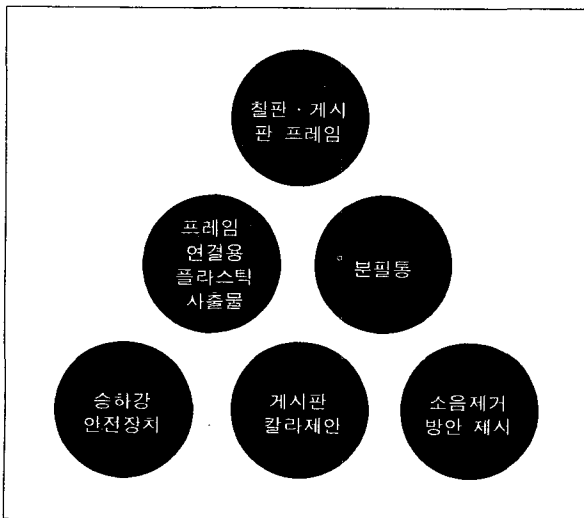 칠판 · 게시
판 프레임
프레임
연결용
플라스틱
사출물
분필통
승하강
안전장치
게시판
칼라제안
소음제거
방안 제시